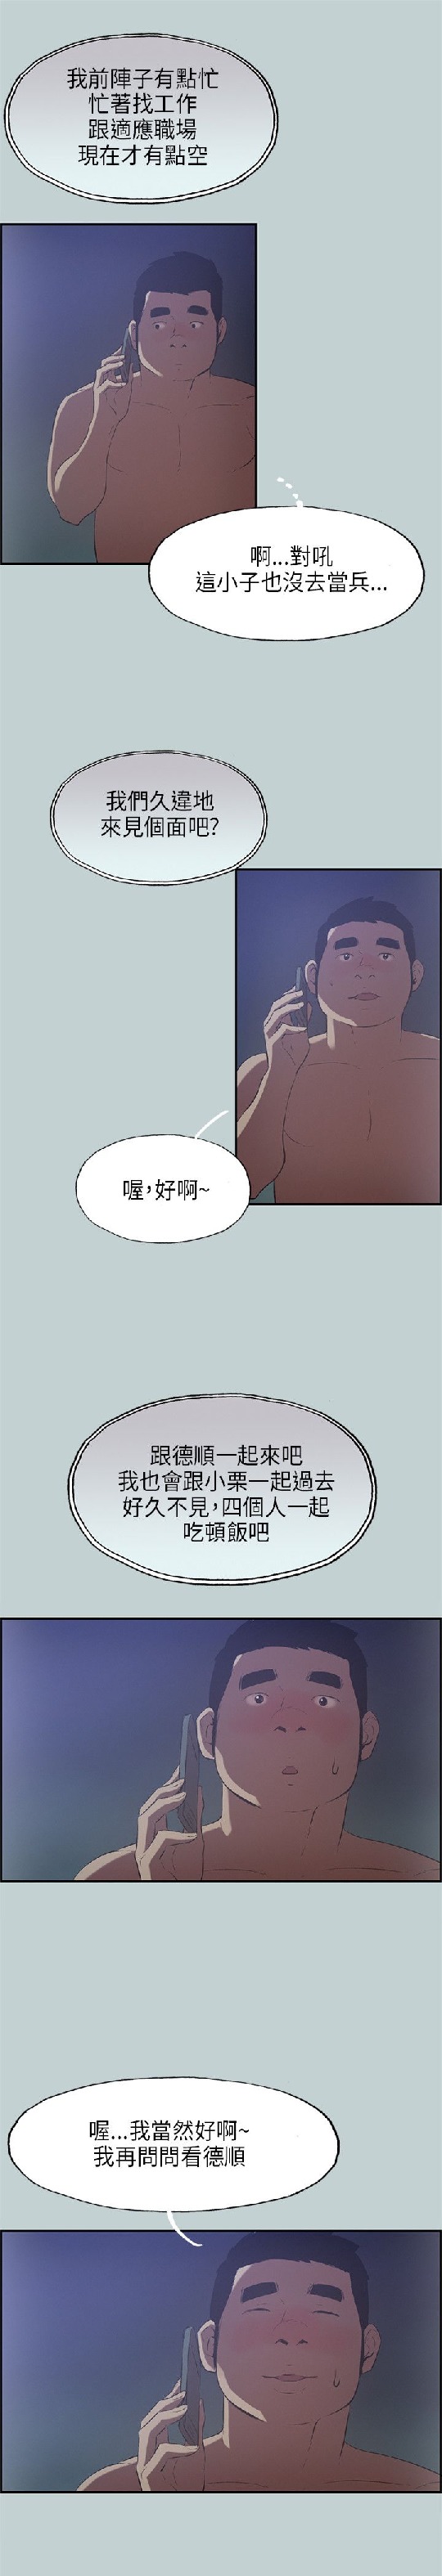 我前陣子有點忙
忙著找工作
跟適應職場
現在才有點空
啊...對吼
這小子也沒去當兵...
我們久違地
來見個面吧?
喔,好啊~
跟德順一起來吧
我也會跟小栗一起過去
好久不見,四個人一起
吃頓飯吧
喔...我當然好啊~
我再問問看德順